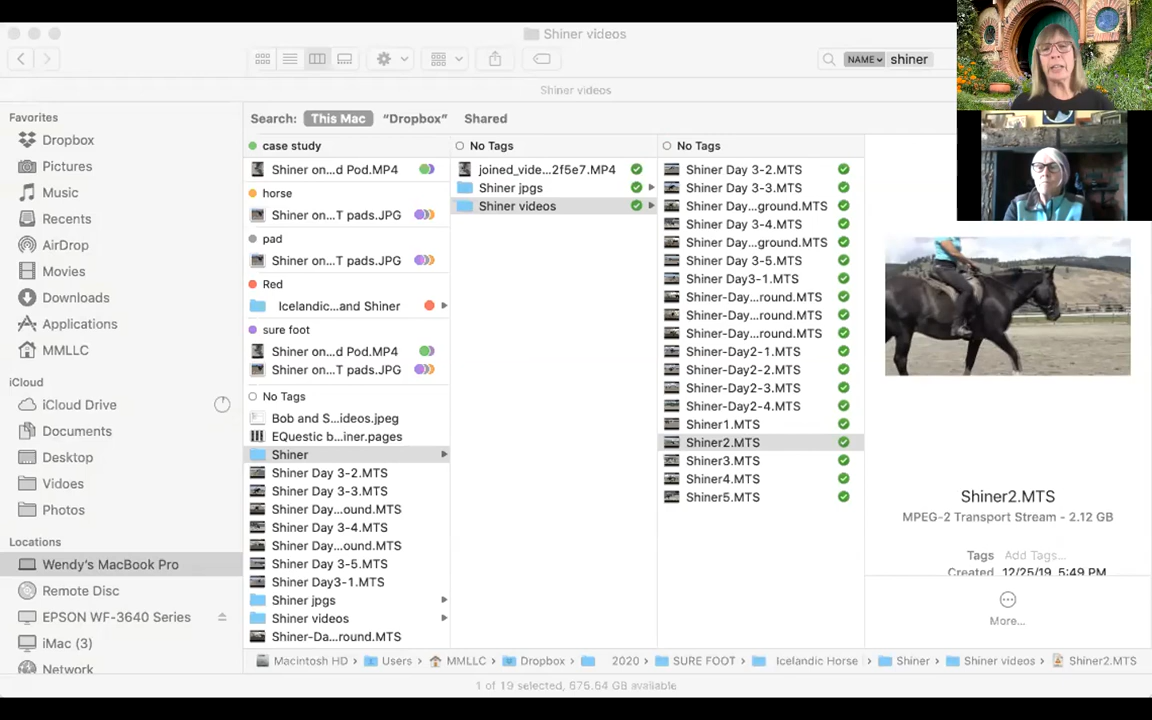 Shiner videos
NAME shiner
Shiner videos
Search: This Mac "Dropbox" Shared
Favorites
Dropbox
Pictures
Music
Recents
AirDrop
Movies
Downloads
Applications
MMLLC
iCloud
iCloud Drive
Documents
Desktop
Vidoes
Photos
Locations
Wendy's MacBook Pro
Remote Disc
EPSON WF-3640 Series
iMac (3)
Network
case study
Shiner on...d Pod.MP4
horse
Shiner on...T pads.JPG
pad
Shiner on...T pads.JPG
Red
Icelandic...and Shiner
sure foot
Shiner on...d Pod.MP4
Shiner on...T pads.JPG
No Tags
Bob and S...ideos.jpeg
EQuestic b...iner.pages
Shiner
Shiner Day 3-2.MTS
Shiner Day 3-3.MTS
Shiner Day...ound.MTS
Shiner Day 3-4.MTS
Shiner Day...ound.MTS
Shiner Day 3-5.MTS
Shiner Day3-1.MTS
Shiner jpgs
Shiner videos
Shiner-Da...round.MTS
No Tags
joined_vide...2f5e7.MP4
Shiner jpgs
Shiner videos
No Tags
Shiner Day 3-2.MTS
Shiner Day 3-3.MTS
Shiner Day...ground.MTS
Shiner Day 3-4.MTS
Shiner Day...ground.MTS
Shiner Day 3-5.MTS
Shiner Day3-1.MTS
Shiner-Day...round.MTS
Shiner-Day...round.MTS
Shiner-Day...round.MTS
Shiner-Day2-1.MTS
Shiner-Day2-2.MTS
Shiner-Day2-3.MTS
Shiner-Day2-4.MTS
Shiner1.MTS
Shiner2.MTS
Shiner3.MTS
Shiner4.MTS
Shiner5.MTS
Shiner2.MTS
MPEG-2 Transport Stream - 2.12 GB
Tags Add Tags...
Created 12/25/19, 5:49 PM
More...
Macintosh HD Users MMLLC Dropbox 2020 SURE FOOT Icelandic Horse Shiner Shiner videos Shiner2.MTS
1 of 19 selected, 675.64 GB available